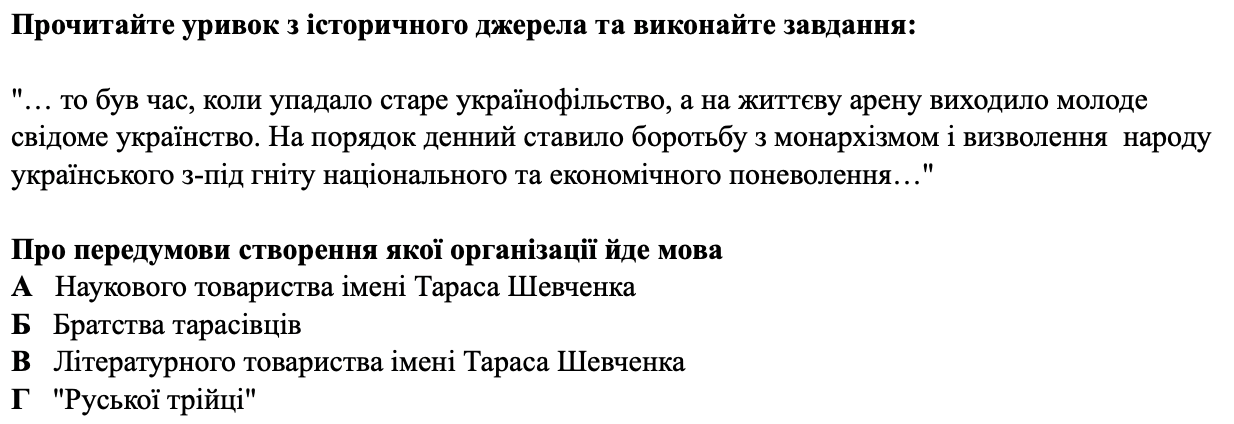 Прочитайте уривок з історичного джерела та виконайте завдання:
"… то був час, коли упадало старе українофільство, а на життєву арену виходило молоде
свідоме українство. На порядок денний ставило боротьбу з монархізмом і визволення народу
українського з-під гніту національного та економічного поневолення…"
Про передумови створення якої організації йде мова
А Наукового товариства імені Тараса Шевченка
Б Братства тарасівців
В Літературного товариства імені Тараса Шевченка
Г "Руської трійці"